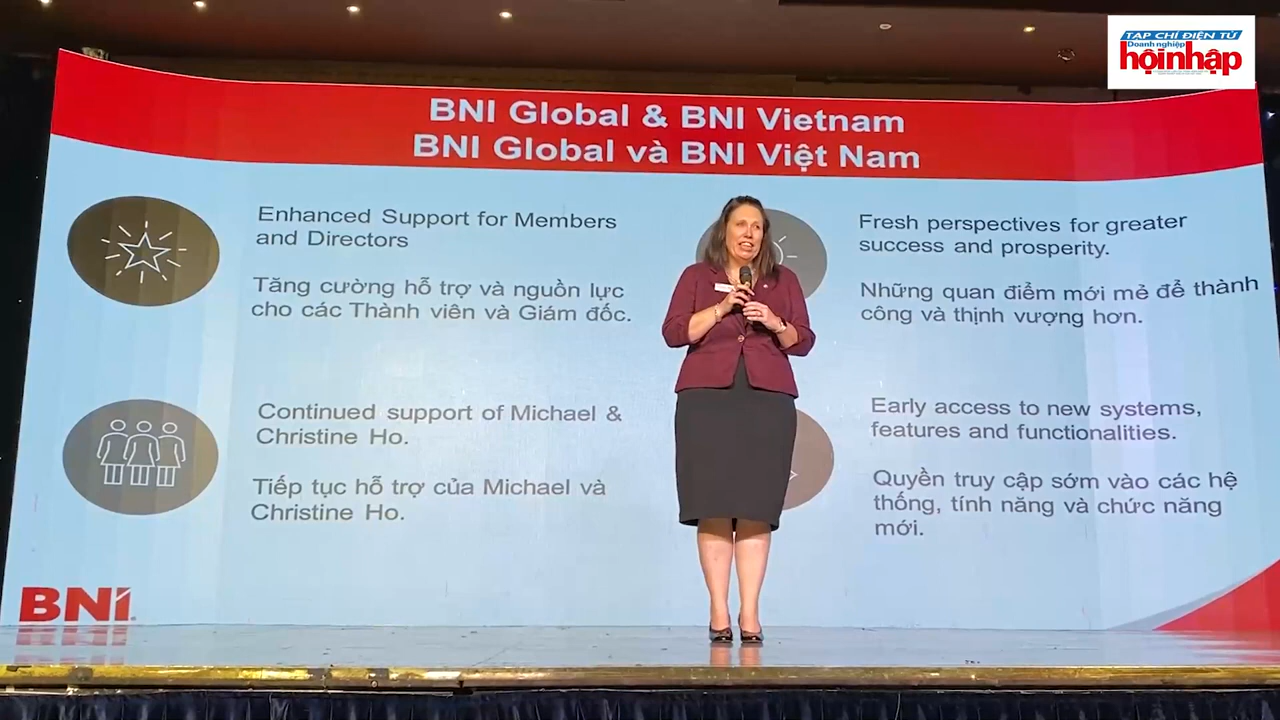 TẠP CHÍ ĐIỆN TỬ
Doanh nghiệp
hộinhập
BNI Global & BNI Vietnam
BNI Global và BNI Việt Nam
Enhanced Support for Members
and Directors
Tăng cường hỗ trợ và nguồn lực
cho các Thành viên và Giám đốc.
Fresh perspectives for greater
success and prosperity.
Những quan điểm mới mẻ để thành
công và thịnh vượng hơn.
Continued support of Michael &
Christine Ho.
Tiếp tục hỗ trợ của Michael và
Christine Ho.
Early access to new systems,
features and functionalities.
Quyền truy cập sớm vào các hệ
thống, tính năng và chức năng
mới.
BNI